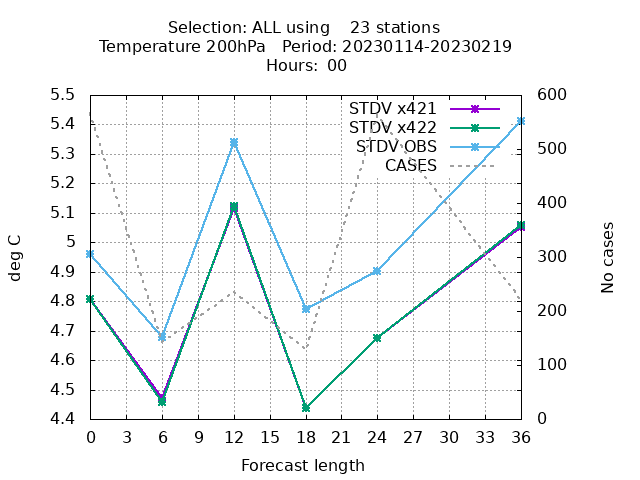 Selection: ALL using    23 stations
Temperature 200hPa   Period: 20230114-20230219
Hours: 00
5.5
5.4
5.3
5.2
5.1
5
4.9
4.8
4.7
4.6
4.5
4.4
deg C
STDV x421
STDV x422
STDV OBS
CASES
600
500
400
300
200
100
0
No cases
0 3 6 9 12 15 18 21 24 27 30 33 36
Forecast length